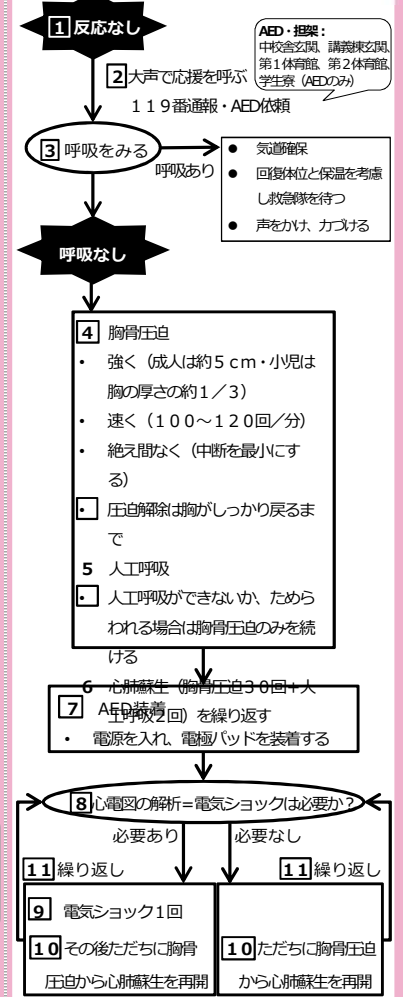 1 反応なし
AED・担架：
中校舎玄関、講義棟玄関、
第１体育館、第２体育館、
学生寮（AEDのみ）
2 大声で応援を呼ぶ
１１９番通報・AED依頼
3 呼吸をみる
呼吸あり
● 気道確保
● 回復体位と保温を考慮
し救急隊を待つ
● 声をかけ、力づける
呼吸なし
4 胸骨圧迫
・ 強く（成人は約５ｃｍ・小児は
胸の厚さの約１／３）
・ 速く（１００～１２０回／分）
・ 絶え間なく（中断を最小にす
る）
・ 圧迫解除は胸がしっかり戻るま
で
5 人工呼吸
・ 人工呼吸ができないか、ためら
われる場合は胸骨圧迫のみを続
ける
6 心肺蘇生（胸骨圧迫３０回+人
工呼吸２回）を繰り返す
7 AED装着
・ 電源を入れ、電極パッドを装着する
8 心電図の解析＝電気ショックは必要か？
必要あり
必要なし
11 繰り返し
11 繰り返し
9 電気ショック１回
10 その後ただちに胸骨
圧迫から心肺蘇生を再開
10 ただちに胸骨圧迫
から心肺蘇生を再開